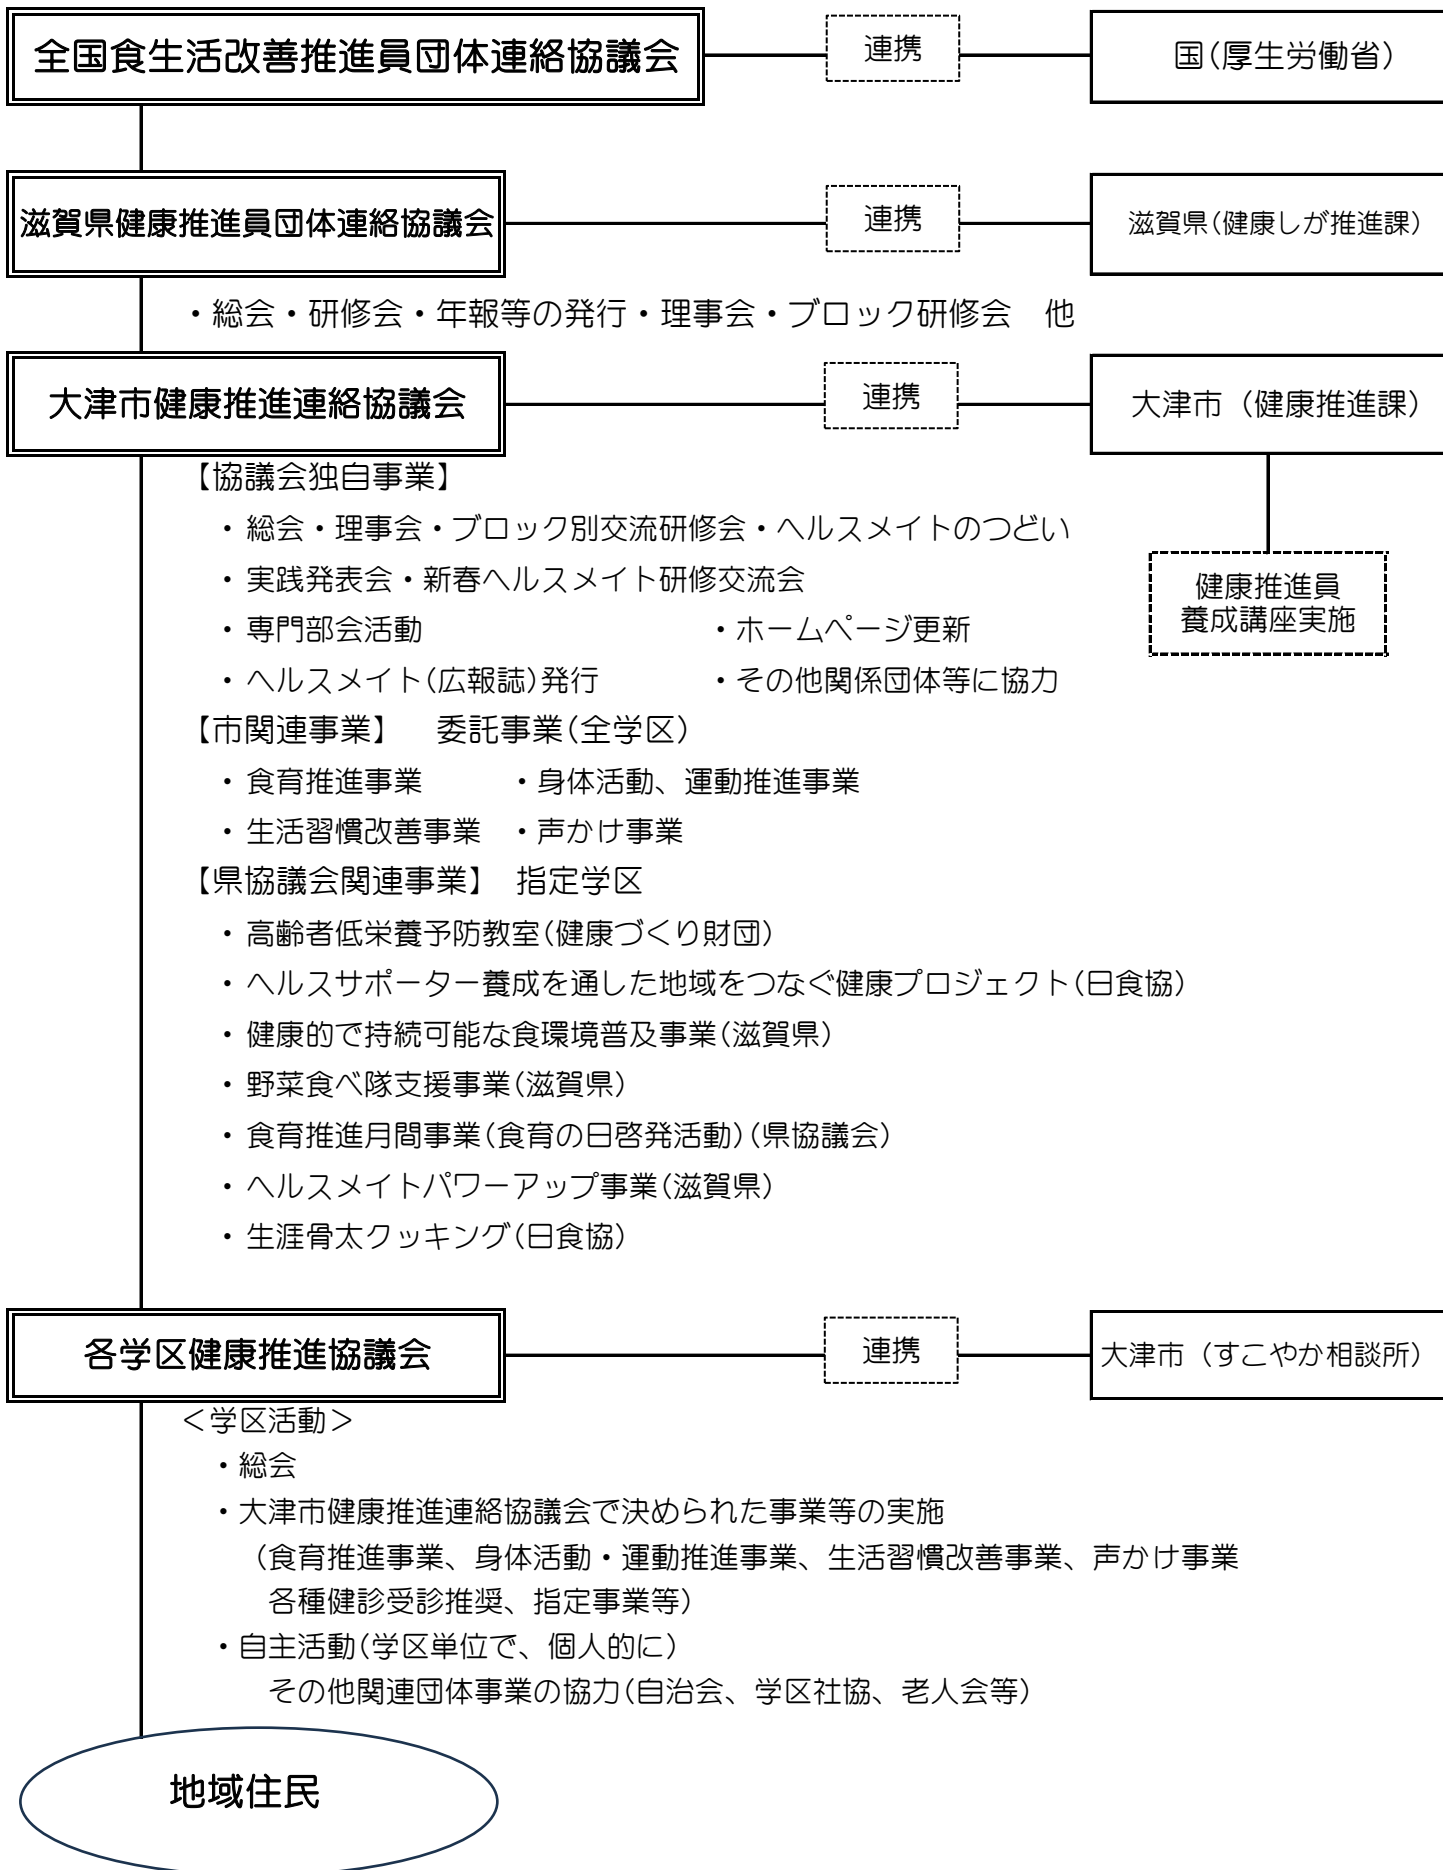 全国食生活改善推進員団体連絡協議会 連携 国(厚生労働省)
滋賀県健康推進員団体連絡協議会 連携 滋賀県(健康しが推進課)
・総会・研修会・年報等の発行・理事会・ブロック研修会　他
大津市健康推進連絡協議会 連携 大津市（健康推進課）
【協議会独自事業】
・総会・理事会・ブロック別交流研修会・ヘルスメイトのつどい
・実践発表会・新春ヘルスメイト研修交流会
・専門部会活動 ・ホームページ更新
・ヘルスメイト(広報誌)発行 ・その他関係団体等に協力
健康推進員
養成講座実施
【市関連事業】　委託事業(全学区)
・食育推進事業 ・身体活動、運動推進事業
・生活習慣改善事業 ・声かけ事業
【県協議会関連事業】　指定学区
・高齢者低栄養予防教室(健康づくり財団)
・ヘルスサポーター養成を通した地域をつなぐ健康プロジェクト(日食協)
・健康的で持続可能な食環境普及事業(滋賀県)
・野菜食べ隊支援事業(滋賀県)
・食育推進月間事業(食育の日啓発活動)(県協議会)
・ヘルスメイトパワーアップ事業(滋賀県)
・生涯骨太クッキング(日食協)
各学区健康推進協議会 連携 大津市（すこやか相談所）
＜学区活動＞
・総会
・大津市健康推進連絡協議会で決められた事業等の実施
（食育推進事業、身体活動・運動推進事業、生活習慣改善事業、声かけ事業
各種健診受診推奨、指定事業等）
・自主活動(学区単位で、個人的に)
その他関連団体事業の協力(自治会、学区社協、老人会等)
地域住民